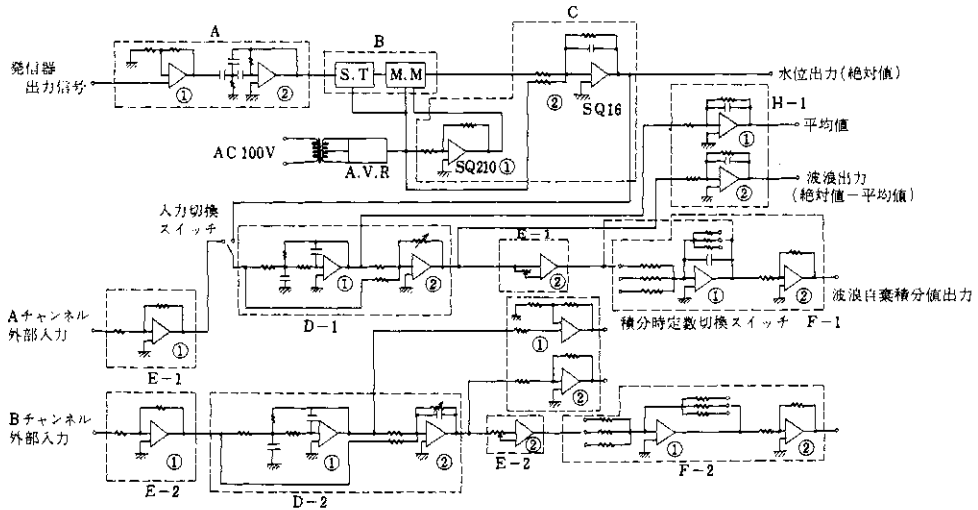 A
B
C
発信器
出力信号
①
②
S.T
M.M
②
SQ16
水位出力(絶対値)
H-1
①
平均値
②
波浪出力
(絶対値-平均値)
AC100V
A.V.R
SQ210 ①
入力切換
スイッチ
①
②
D-1
E-1
②
①
②
波浪自棄積分値出力
積分時定数切換スイッチ
F-1
Aチャンネル
外部入力
①
E-1
①
②
Bチャンネル
外部入力
①
E-2
①
②
D-2
②
E-2
①
②
F-2